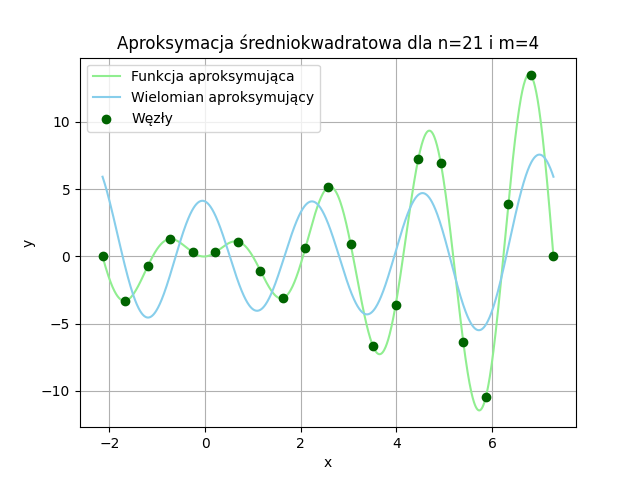 Aproksymacja średniokwadratowa dla n=21 i m=4
Funkcja aproksymująca
Wielomian aproksymujący
Węzły
10
5
0
−5
−10
y
−2
0
2
4
6
x